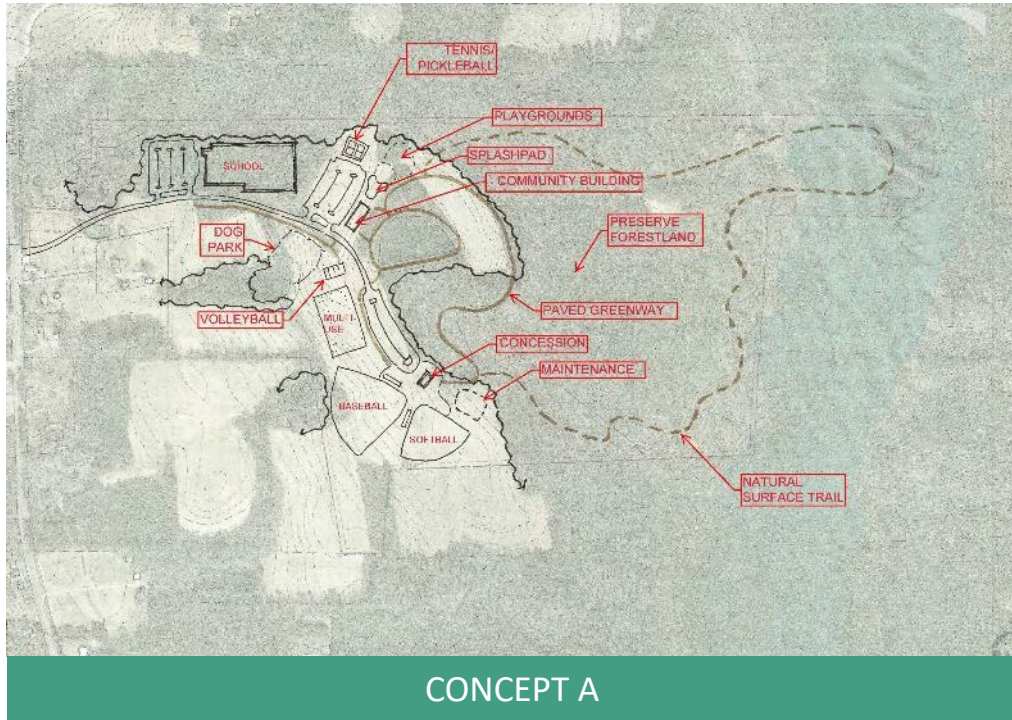 TENNIS/
PICKLEBALL
PLAYGROUNDS
SPLASHPAD
SCHOOL
COMMUNITY BUILDING
DOG
PARK
PRESERVE
FORESTLAND
VOLLEYBALL
MULTI-
USE
PAVED GREENWAY
CONCESSION
MAINTENANCE
BASEBALL
SOFTBALL
NATURAL
SURFACE TRAIL
CONCEPT A